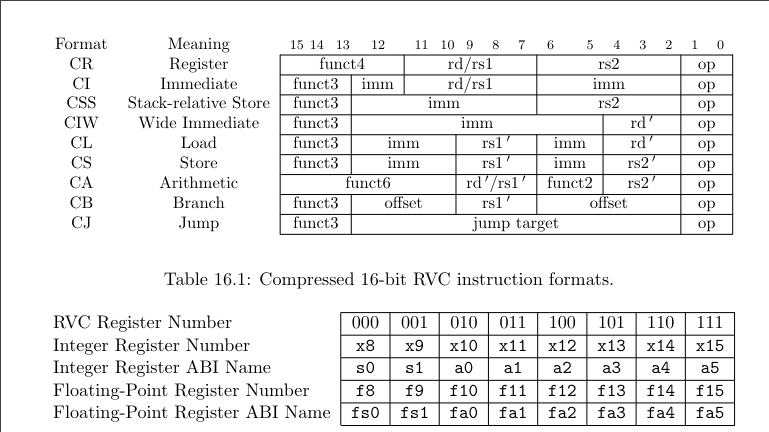 Format Meaning 15 14 13 12 11 10 9 8 7 6 5 4 3 2 1 0
CR Register funct4 rd/rs1 rs2 op
CI Immediate funct3 imm rd/rs1 imm op
CSS Stack-relative Store funct3 imm rs2 op
CIW Wide Immediate funct3 imm rd′ op
CL Load funct3 imm rs1′ imm rd′ op
CS Store funct3 imm rs1′ imm rs2′ op
CA Arithmetic funct6 rd′/rs1′ funct2 rs2′ op
CB Branch funct3 offset rs1′ offset op
CJ Jump funct3 jump target op
Table 16.1: Compressed 16-bit RVC instruction formats.
RVC Register Number 000 001 010 011 100 101 110 111
Integer Register Number x8 x9 x10 x11 x12 x13 x14 x15
Integer Register ABI Name s0 s1 a0 a1 a2 a3 a4 a5
Floating-Point Register Number f8 f9 f10 f11 f12 f13 f14 f15
Floating-Point Register ABI Name fs0 fs1 fa0 fa1 fa2 fa3 fa4 fa5